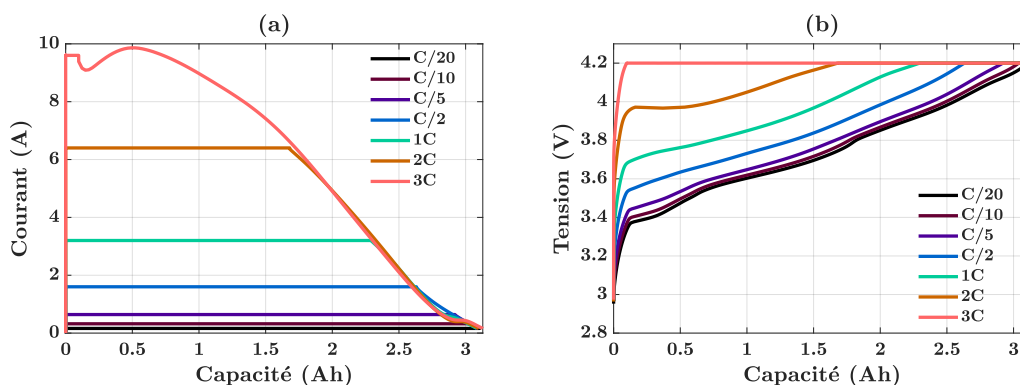 (a)
10
8
6
4
2
0
0
0.5
1
1.5
2
2.5
3
Courant (A)
Capacité (Ah)
C/20
C/10
C/5
C/2
1C
2C
3C
(b)
4.2
4
3.8
3.6
3.4
3.2
3
2.8
0
0.5
1
1.5
2
2.5
3
Tension (V)
Capacité (Ah)
C/20
C/10
C/5
C/2
1C
2C
3C